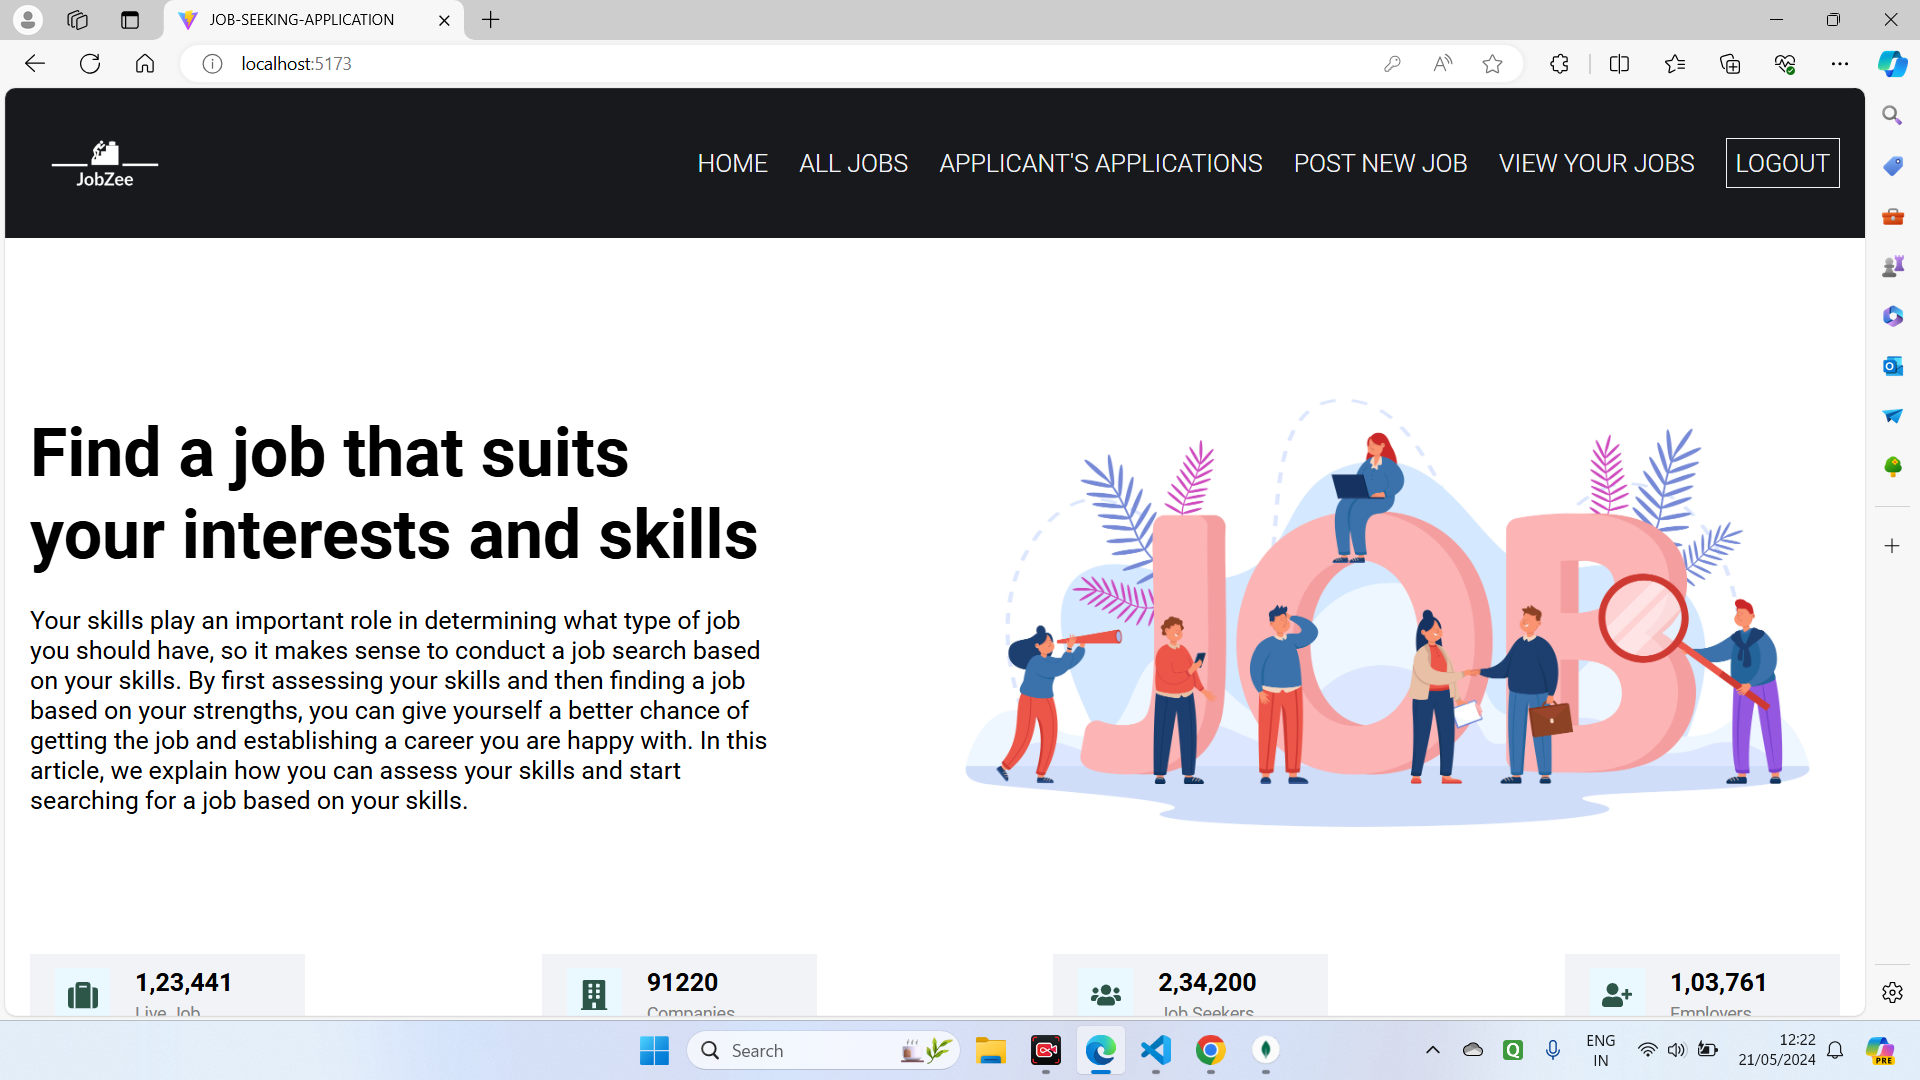 JOB-SEEKING-APPLICATION
localhost:5173
JobZee
HOME ALL JOBS APPLICANT'S APPLICATIONS POST NEW JOB VIEW YOUR JOBS LOGOUT
Find a job that suits
your interests and skills
Your skills play an important role in determining what type of job
you should have, so it makes sense to conduct a job search based
on your skills. By first assessing your skills and then finding a job
based on your strengths, you can give yourself a better chance of
getting the job and establishing a career you are happy with. In this
article, we explain how you can assess your skills and start
searching for a job based on your skills.
JOB
1,23,441 91220 2,34,200 1,03,761
Live Job Companies Job Seekers Employers
Search
ENG
IN
12:22
21/05/2024
PRE